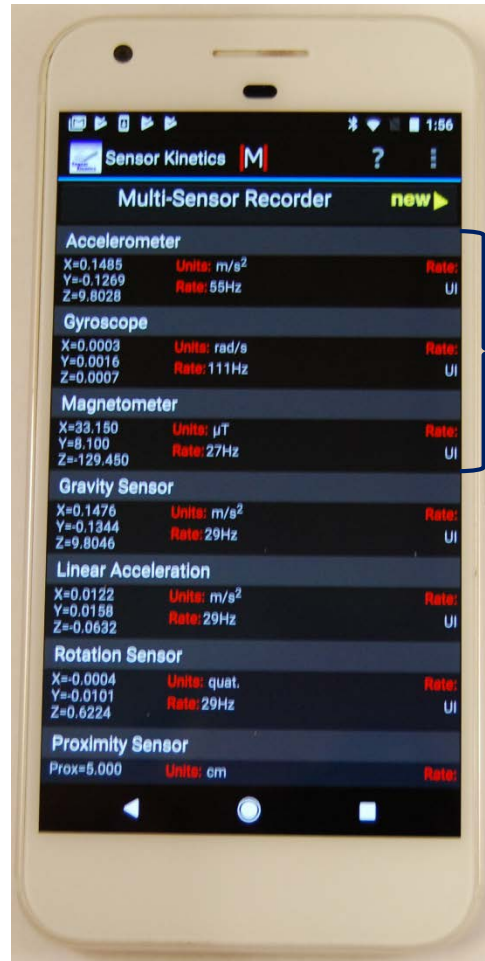 1:56
Sensor Kinetics |M| ?
Multi-Sensor Recorder new
Accelerometer
X=0.1485 Units: m/s² Rate:
Y=-0.1269 Rate: 55Hz UI
Z=9.8028
Gyroscope
X=0.0003 Units: rad/s Rate:
Y=0.0016 Rate: 111Hz UI
Z=0.0007
Magnetometer
X=33.150 Units: µT Rate:
Y=8.100 Rate: 27Hz UI
Z=-129.450
Gravity Sensor
X=0.1476 Units: m/s² Rate:
Y=-0.1344 Rate: 29Hz UI
Z=9.8046
Linear Acceleration
X=0.0122 Units: m/s² Rate:
Y=0.0158 Rate: 29Hz UI
Z=-0.0632
Rotation Sensor
X=-0.0004 Units: quat. Rate:
Y=-0.0101 Rate: 29Hz UI
Z=0.6224
Proximity Sensor
Prox=5.000 Units: cm Rate: